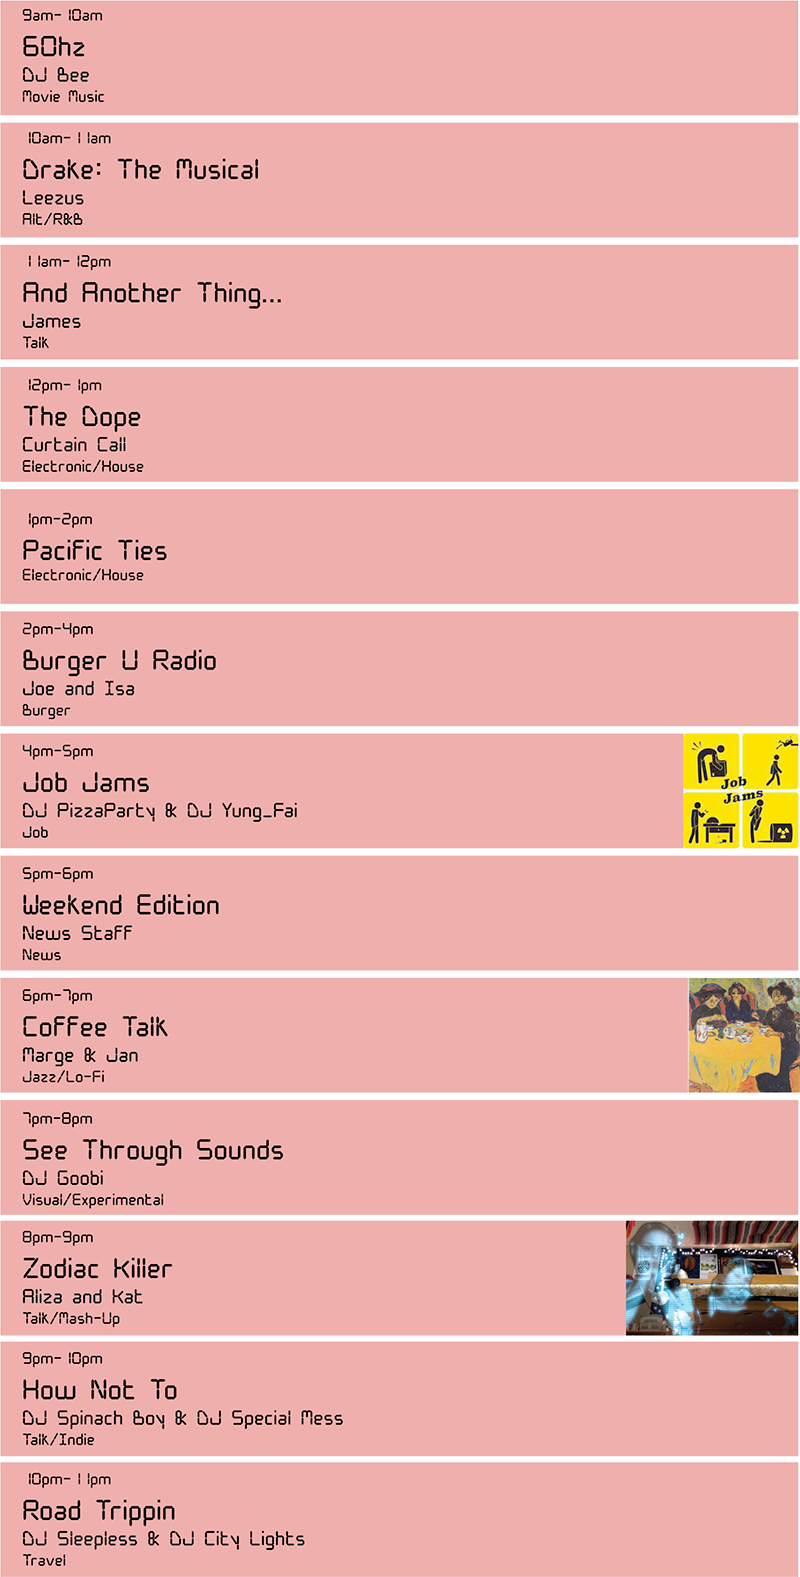 9am-10am
60hz
DJ Bee
Movie Music
10am-11am
Drake: The Musical
Leezus
Alt/R&B
11am-12pm
And Another Thing...
James
Talk
12pm-1pm
The Dope
Curtain Call
Electronic/House
1pm-2pm
Pacific Ties
Electronic/House
2pm-4pm
Burger U Radio
Joe and Isa
Burger
4pm-5pm
Job Jams
DJ PizzaParty & DJ Yung_Fai
Job
Job
Jams
5pm-6pm
Weekend Edition
News Staff
News
6pm-7pm
Coffee Talk
Marge & Jan
Jazz/Lo-Fi
7pm-8pm
See Through Sounds
DJ Goobi
Visual/Experimental
8pm-9pm
Zodiac Killer
Aliza and Kat
Talk/Mash-Up
9pm-10pm
How Not To
DJ Spinach Boy & DJ Special Mess
Talk/Indie
10pm-11pm
Road Trippin
DJ Sleepless & DJ City Lights
Travel